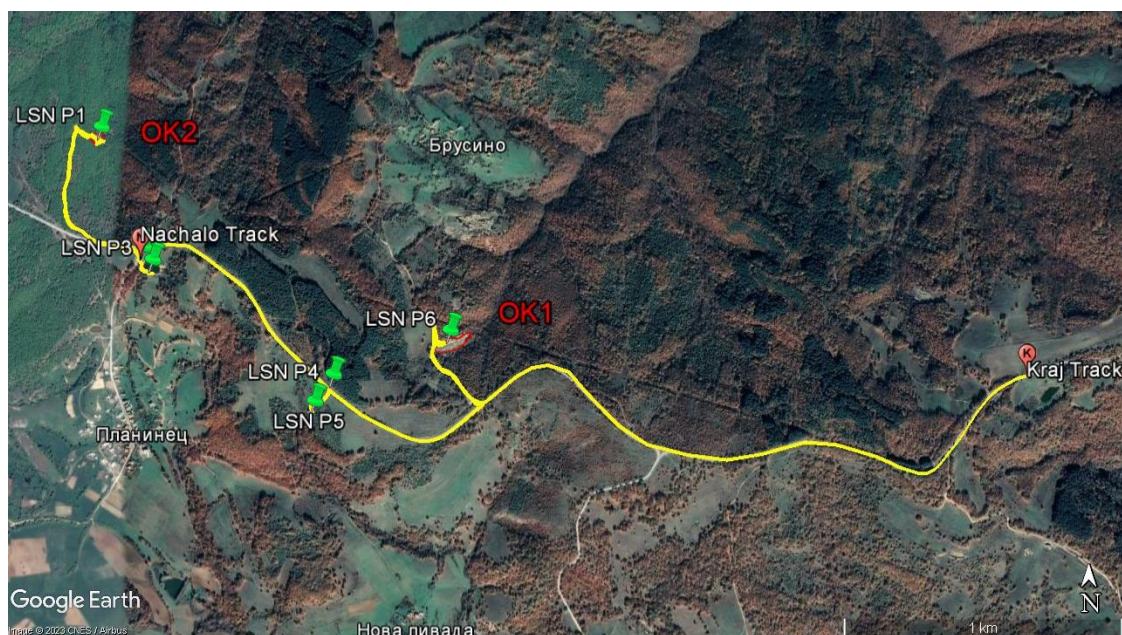 LSN P1
OK2
Брусино
LSN P3
Nachalo Track
LSN P6
OK1
LSN P4
K
Kraj Track
LSN P5
Планинец
N
Google Earth
Image © 2023 CNES / Airbus
Нова ливада
1 km